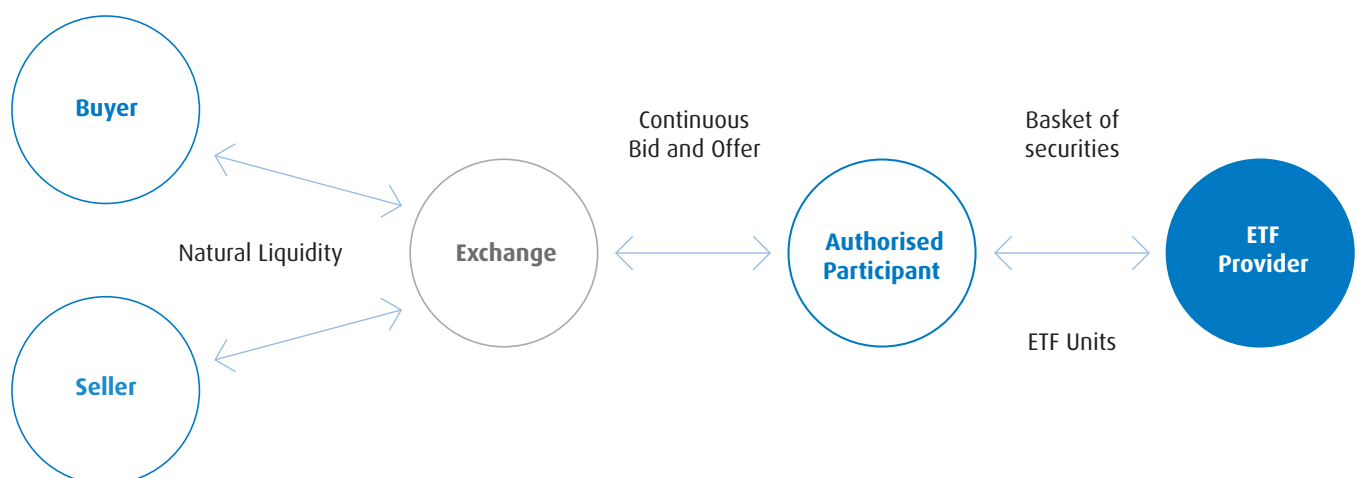 Buyer
Natural Liquidity
Seller
Exchange
Continuous
Bid and Offer
Authorised
Participant
Basket of
securities
ETF Units
ETF
Provider